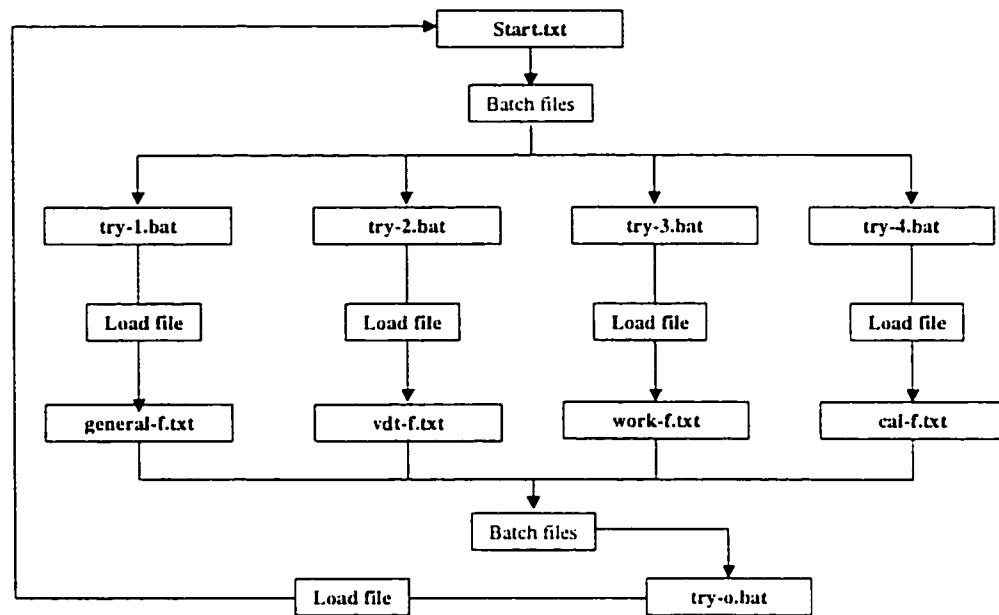 Start.txt
Batch files
try-1.bat
try-2.bat
try-3.bat
try-4.bat
Load file
Load file
Load file
Load file
general-f.txt
vdt-f.txt
work-f.txt
cal-f.txt
Batch files
Load file
try-o.bat